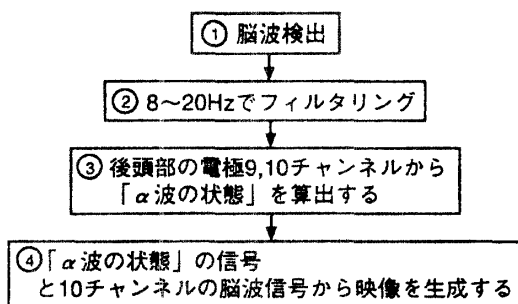 ① 脳波検出
② 8〜20Hzでフィルタリング
③ 後頭部の電極9,10チャンネルから
「α波の状態」を算出する
④「α波の状態」の信号
と10チャンネルの脳波信号から映像を生成する